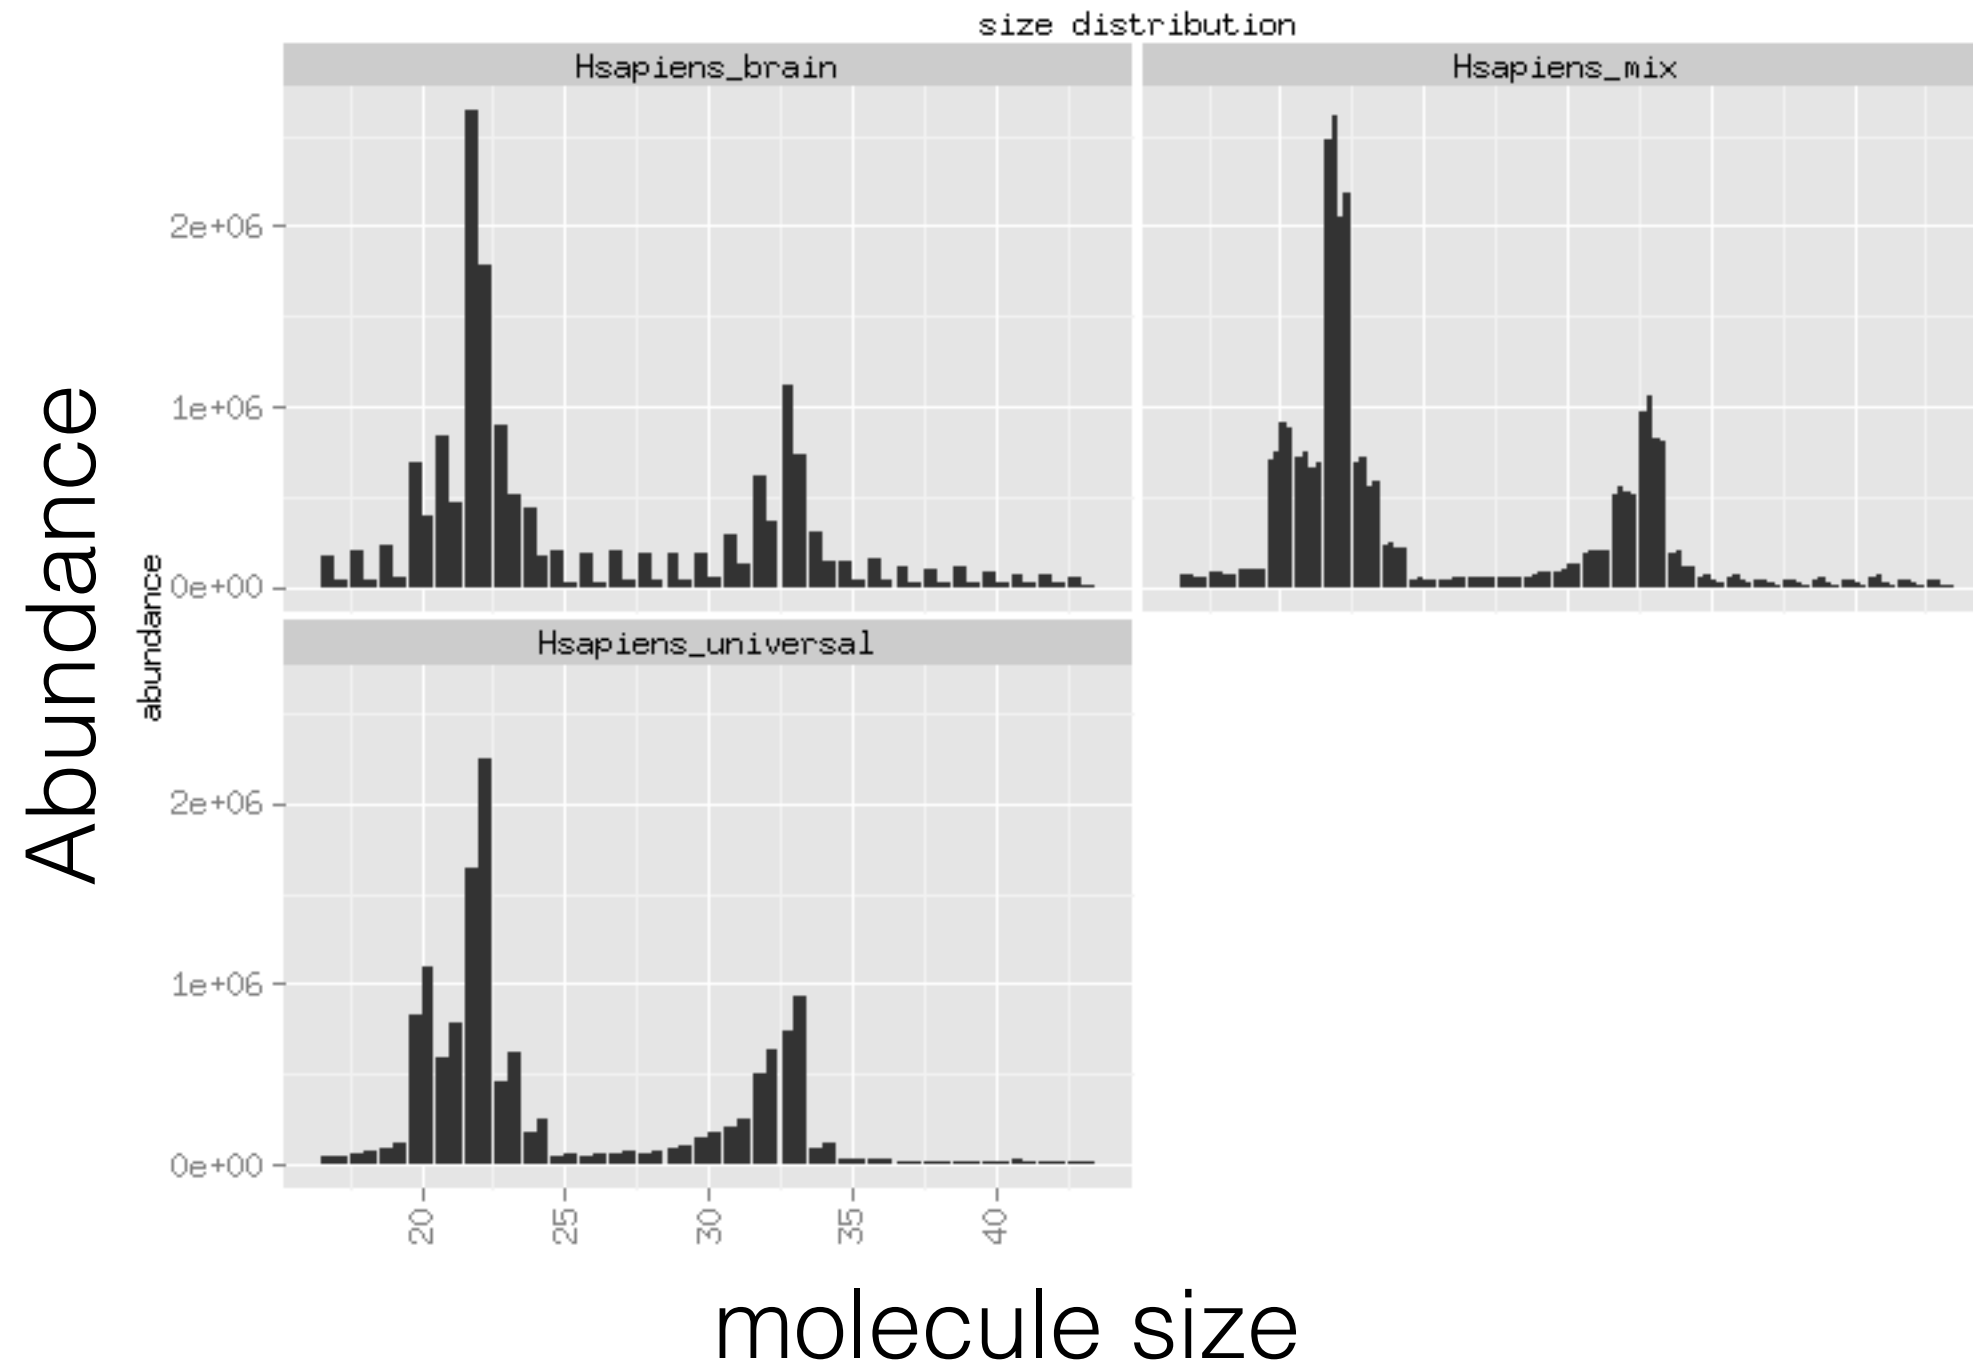 size distribution
Hsapiens_brain
Hsapiens_mix
2e+06
1e+06
0e+00
Abundance
abundance
Hsapiens_universal
2e+06
1e+06
0e+00
20
25
30
35
40
molecule size